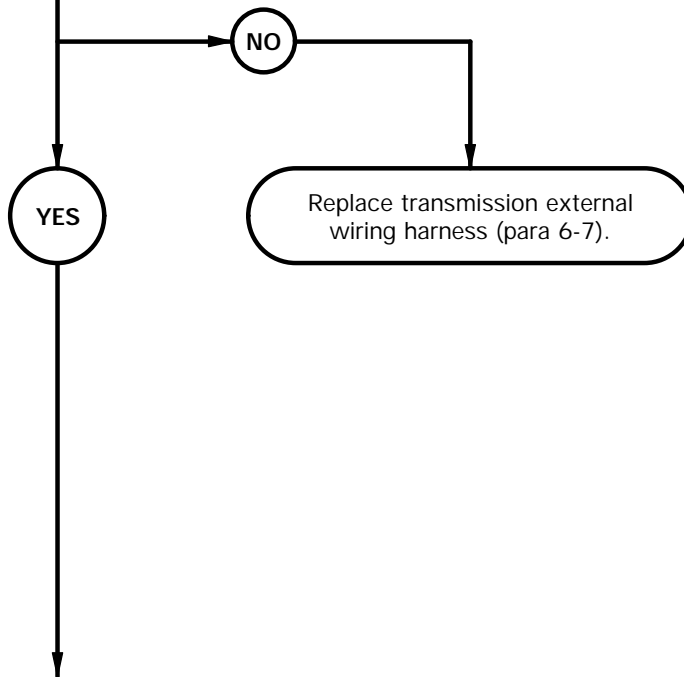 NO
YES
Replace transmission external
wiring harness (para 6-7).